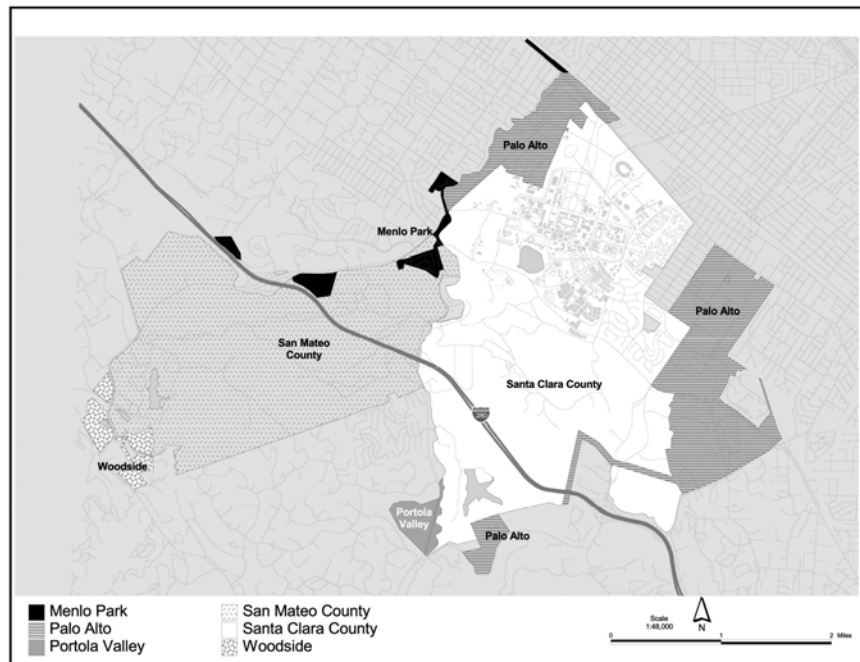 Palo Alto
Menlo Park
Palo Alto
San Mateo
County
Santa Clara County
280
Woodside
Portola
Valley
Palo Alto
Menlo Park
Palo Alto
Portola Valley
San Mateo County
Santa Clara County
Woodside
Scale
1:48,000
N
0 1 2 Miles